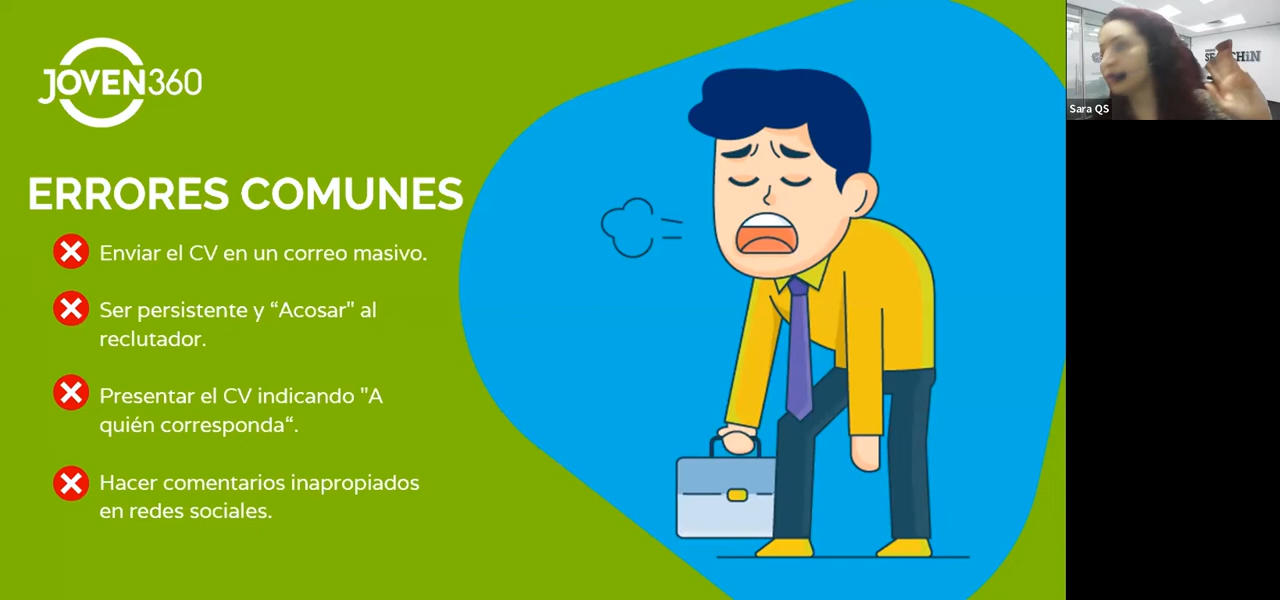 JOVEN360
ERRORES COMUNES
Enviar el CV en un correo masivo.
Ser persistente y “Acosar" al
reclutador.
Presentar el CV indicando "A
quién corresponda“.
Hacer comentarios inapropiados
en redes sociales.
Sara QS